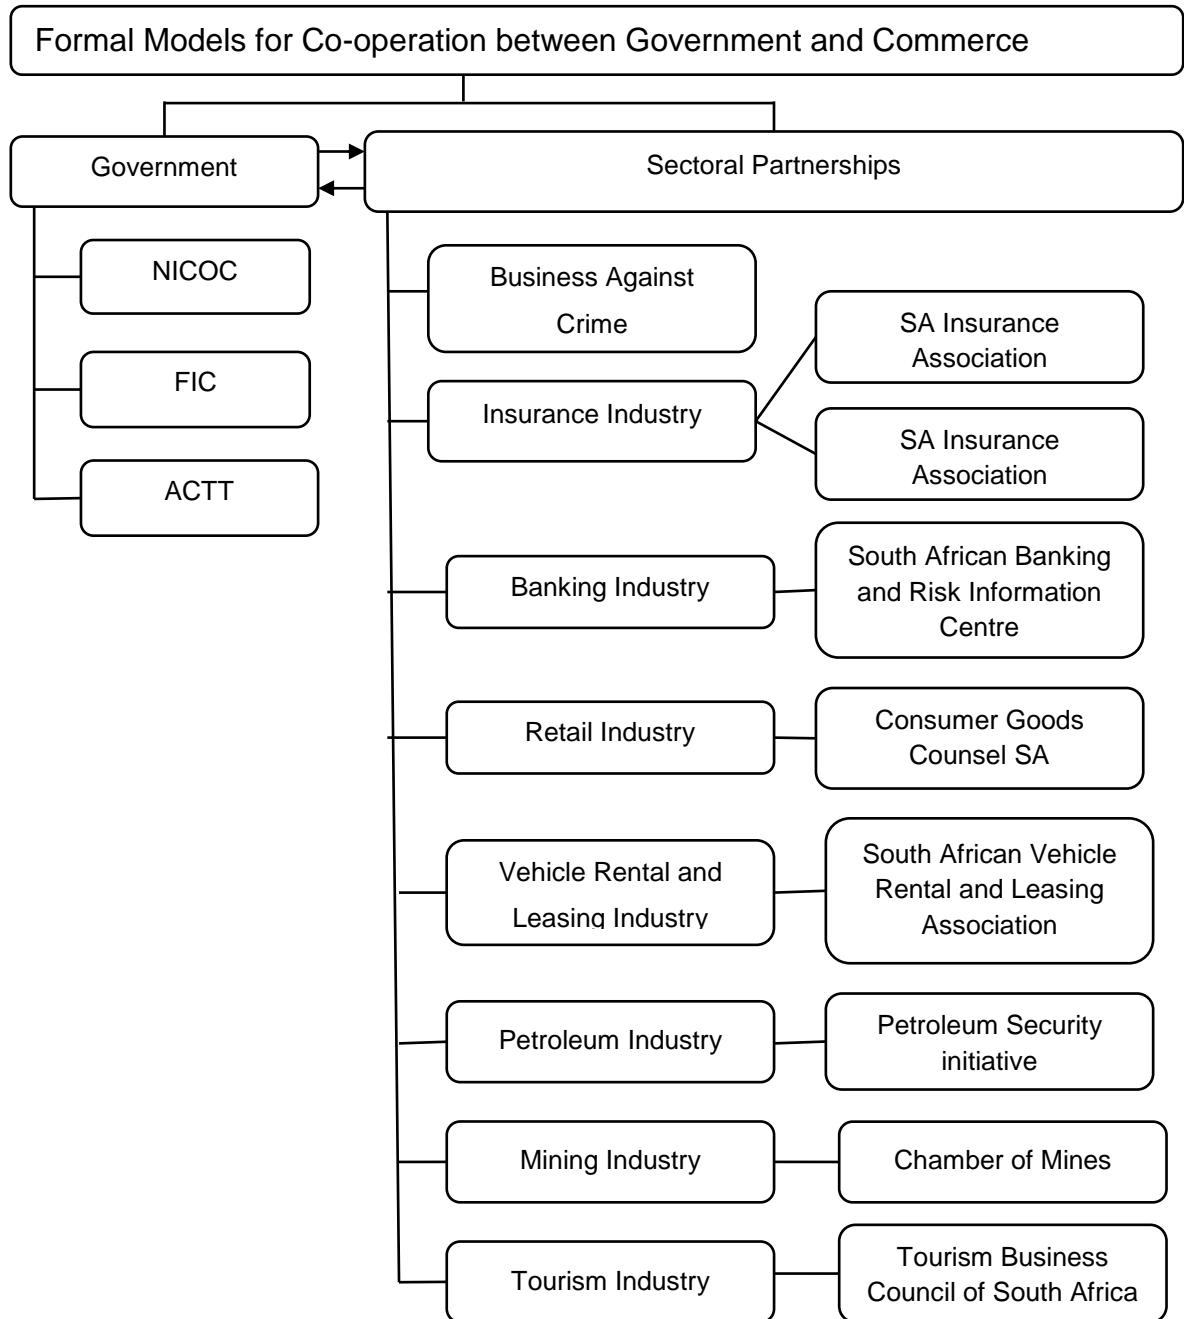 Formal Models for Co-operation between Government and Commerce
Government
Sectoral Partnerships
NICOC
FIC
ACTT
Business Against
Crime
Insurance Industry
SA Insurance
Association
SA Insurance
Association
Banking Industry
South African Banking
and Risk Information
Centre
Retail Industry
Consumer Goods
Counsel SA
Vehicle Rental and
Leasing Industry
South African Vehicle
Rental and Leasing
Association
Petroleum Industry
Petroleum Security
initiative
Mining Industry
Chamber of Mines
Tourism Industry
Tourism Business
Council of South Africa